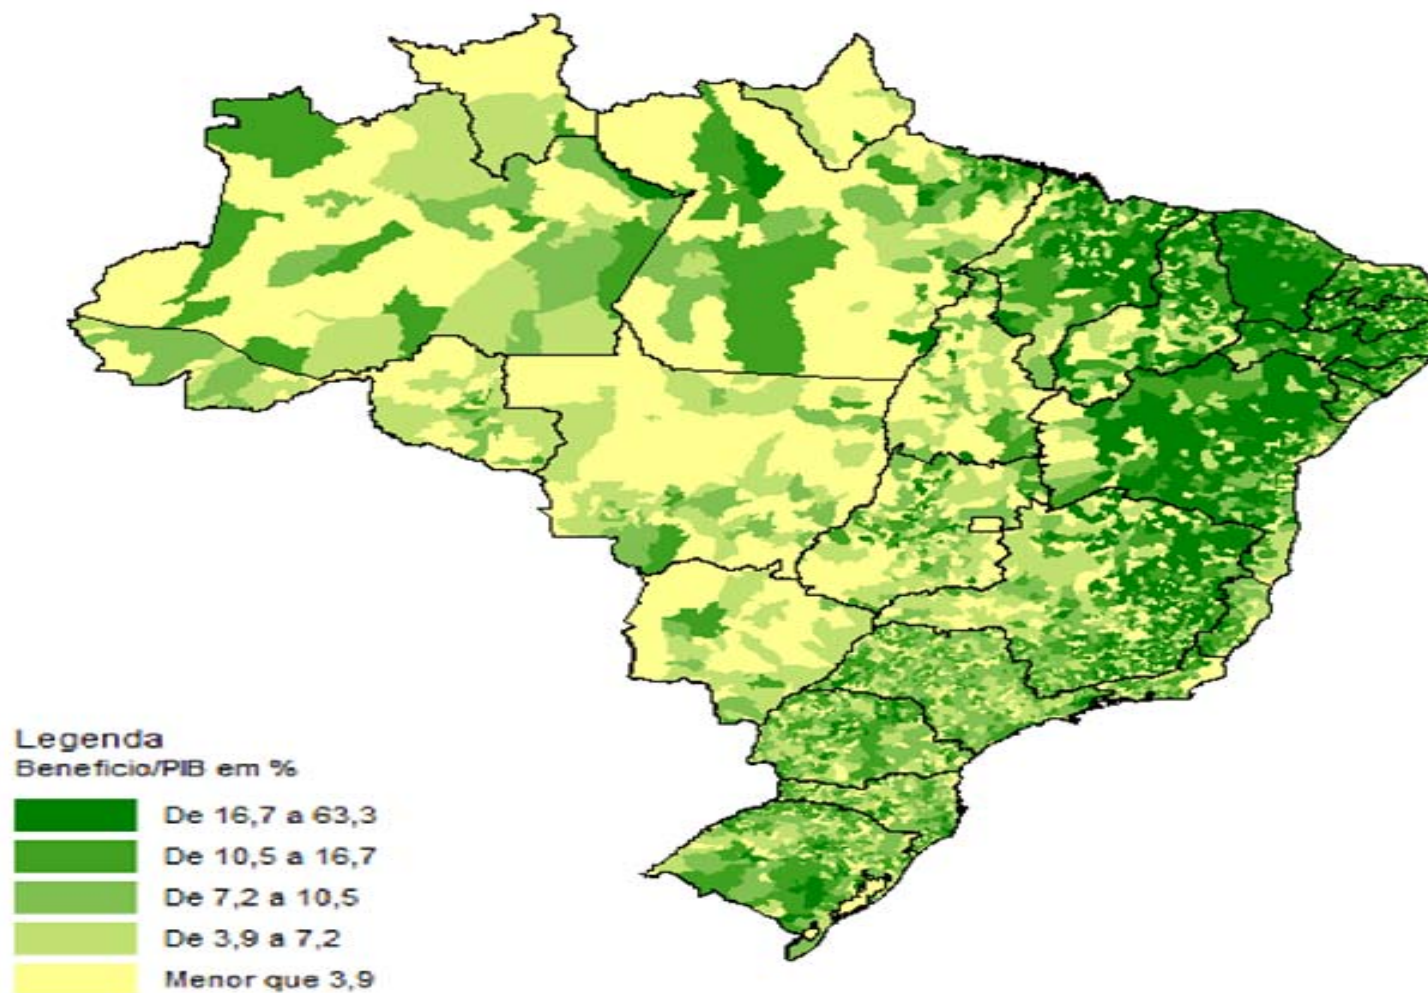 Legenda
Beneficio/PIB em %
De 16,7 a 63,3
De 10,5 a 16,7
De 7,2 a 10,5
De 3,9 a 7,2
Menor que 3,9